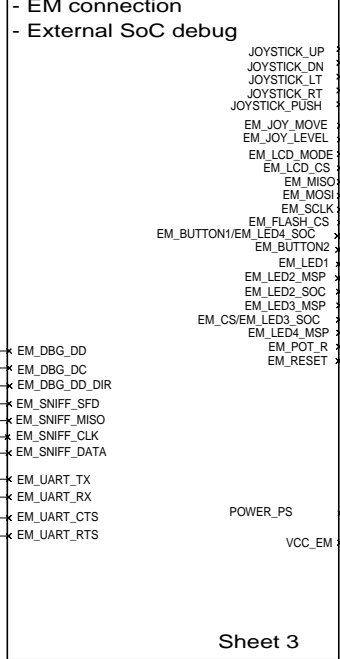 - EM connection
- External SoC debug
JOYSTICK_UP
JOYSTICK_DN
JOYSTICK_LT
JOYSTICK_RT
JOYSTICK_PUSH
EM_JOY_MOVE
EM_JOY_LEVEL
EM_LCD_MODE
EM_LCD_CS
EM_MISO
EM_MOSI
EM_SCLK
EM_FLASH_CS
EM_BUTTON1/EM_LED4_SOC
EM_BUTTON2
EM_LED1
EM_LED2_MSP
EM_LED2_SOC
EM_LED3_MSP
EM_CS/EM_LED3_SOC
EM_LED4_MSP
EM_POT_R
EM_RESET
EM_DBG_DD
EM_DBG_DC
EM_DBG_DD_DIR
EM_SNIFF_SFD
EM_SNIFF_MISO
EM_SNIFF_CLK
EM_SNIFF_DATA
EM_UART_TX
EM_UART_RX
EM_UART_CTS
EM_UART_RTS
POWER_PS
VCC_EM
Sheet 3